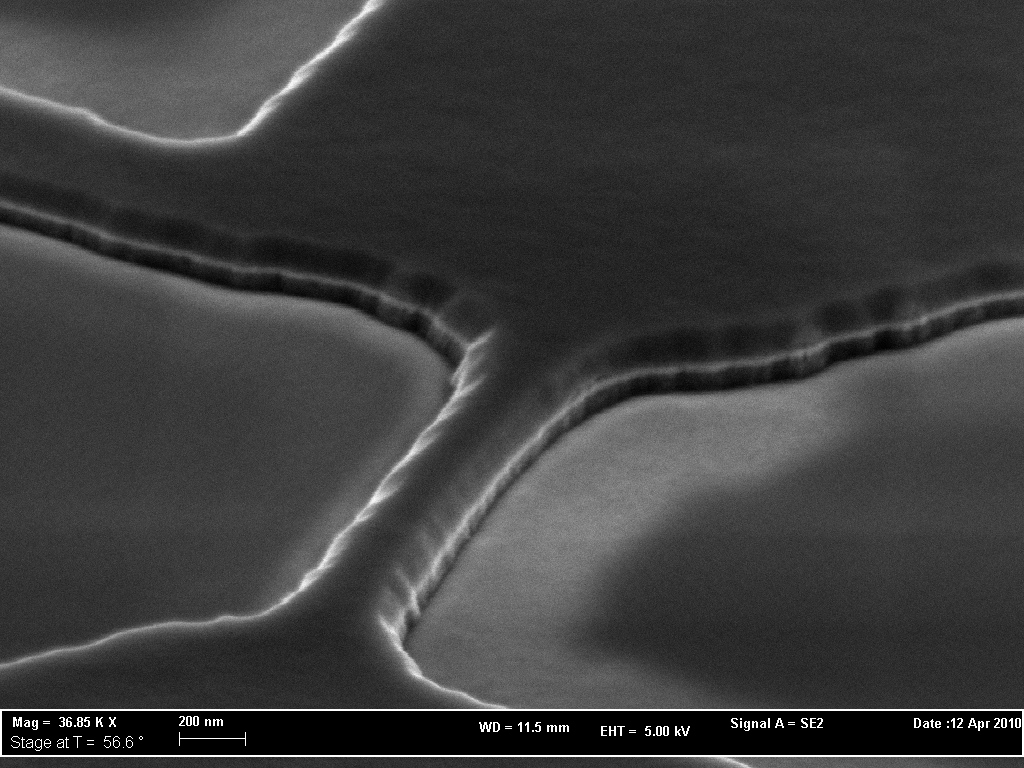 Mag = 36.85 K X
200 nm
WD = 11.5 mm
EHT = 5.00 kV
Signal A = SE2
Date :12 Apr 2010
Stage at T = 56.6 °